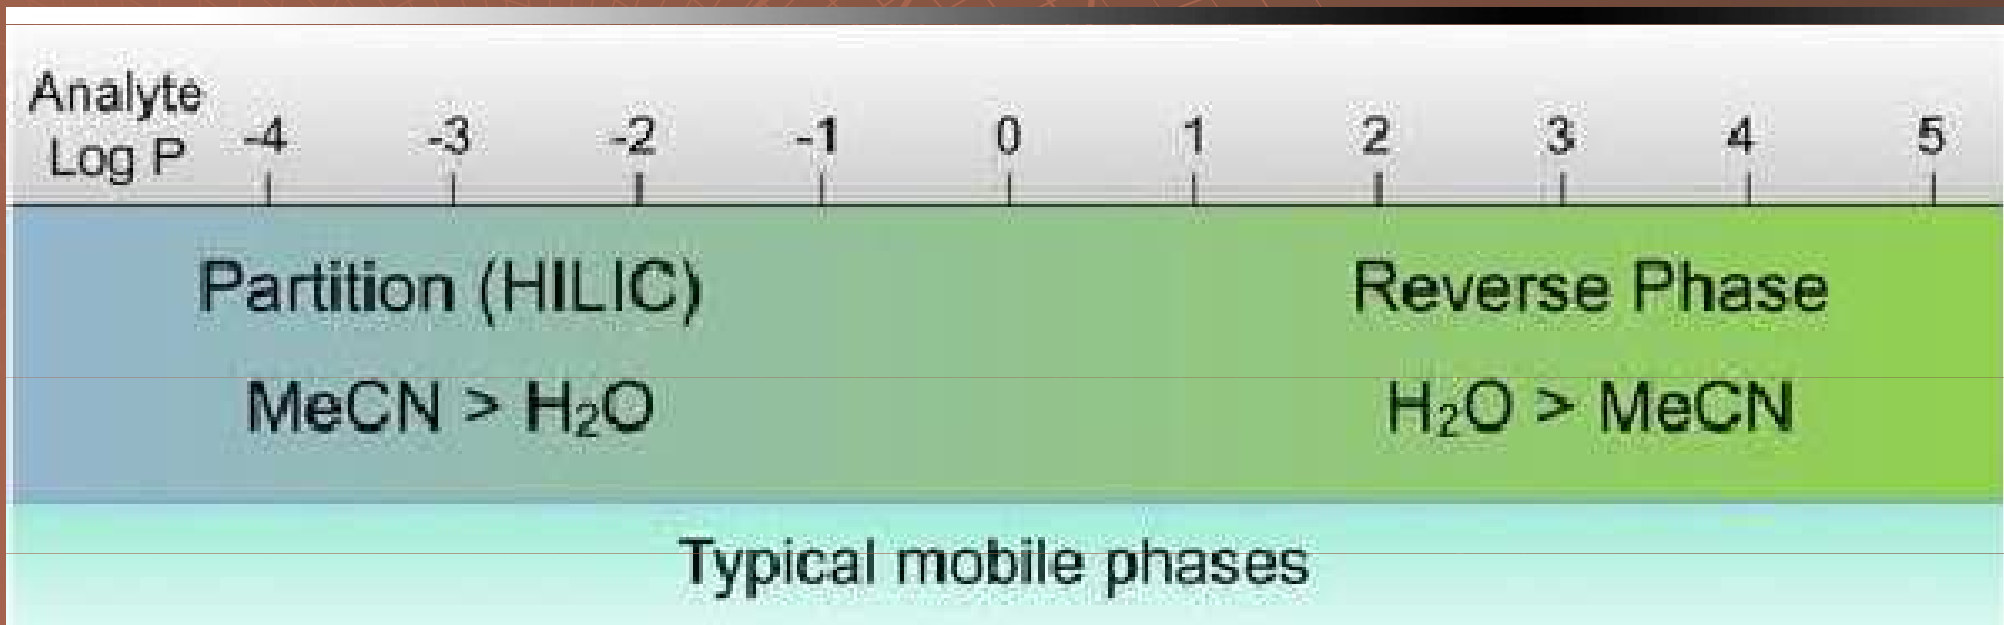 Analyte
Log P
-4 -3 -2 -1 0 1 2 3 4 5
Partition (HILIC) Reverse Phase
MeCN > H₂O H₂O > MeCN
Typical mobile phases